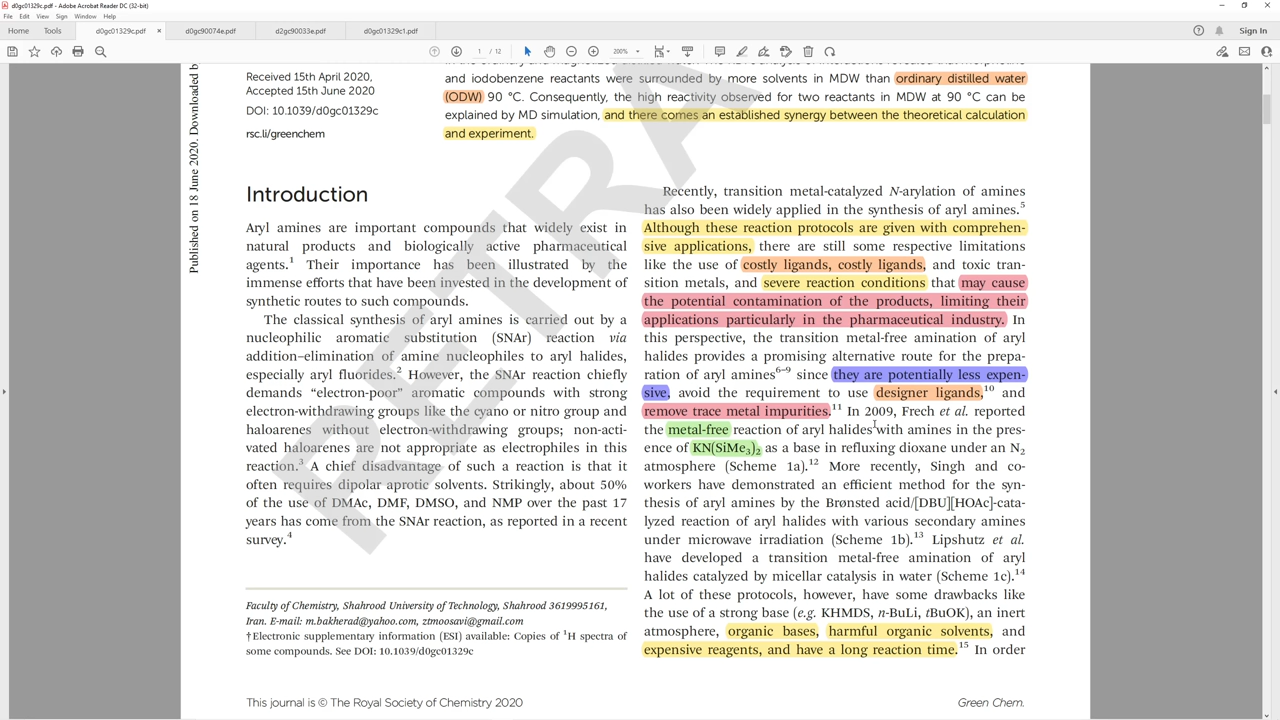 d0gc01329c.pdf - Adobe Acrobat Reader DC (32-bit)
File Edit View Sign Window Help
Home Tools d0gc01329c.pdf × d0gc90074e.pdf d2gc90033e.pdf d0gc01329c1.pdf Sign In
1 / 12 200%
Published on 18 June 2020. Downloaded b
Received 15th April 2020,
Accepted 15th June 2020
DOI: 10.1039/d0gc01329c
rsc.li/greenchem
and iodobenzene reactants were surrounded by more solvents in MDW than ordinary distilled water
(ODW) 90 °C. Consequently, the high reactivity observed for two reactants in MDW at 90 °C can be
explained by MD simulation, and there comes an established synergy between the theoretical calculation
and experiment.
RETRA
Introduction
Aryl amines are important compounds that widely exist in
natural products and biologically active pharmaceutical
agents.1 Their importance has been illustrated by the
immense efforts that have been invested in the development of
synthetic routes to such compounds.
The classical synthesis of aryl amines is carried out by a
nucleophilic aromatic substitution (SNAr) reaction via
addition–elimination of amine nucleophiles to aryl halides,
especially aryl fluorides.2 However, the SNAr reaction chiefly
demands “electron-poor” aromatic compounds with strong
electron-withdrawing groups like the cyano or nitro group and
haloarenes without electron-withdrawing groups; non-acti-
vated haloarenes are not appropriate as electrophiles in this
reaction.3 A chief disadvantage of such a reaction is that it
often requires dipolar aprotic solvents. Strikingly, about 50%
of the use of DMAc, DMF, DMSO, and NMP over the past 17
years has come from the SNAr reaction, as reported in a recent
survey.4
Faculty of Chemistry, Shahrood University of Technology, Shahrood 3619995161,
Iran. E-mail: m.bakherad@yahoo.com, ztmoosavi@gmail.com
†Electronic supplementary information (ESI) available: Copies of 1H spectra of
some compounds. See DOI: 10.1039/d0gc01329c
Recently, transition metal-catalyzed N-arylation of amines
has also been widely applied in the synthesis of aryl amines.5
Although these reaction protocols are given with comprehen-
sive applications, there are still some respective limitations
like the use of costly ligands, costly ligands, and toxic tran-
sition metals, and severe reaction conditions that may cause
the potential contamination of the products, limiting their
applications particularly in the pharmaceutical industry. In
this perspective, the transition metal-free amination of aryl
halides provides a promising alternative route for the prepa-
ration of aryl amines6–9 since they are potentially less expen-
sive, avoid the requirement to use designer ligands,10 and
remove trace metal impurities.11 In 2009, Frech et al. reported
the metal-free reaction of aryl halides with amines in the pres-
ence of KN(SiMe3)2 as a base in refluxing dioxane under an N2
atmosphere (Scheme 1a).12 More recently, Singh and co-
workers have demonstrated an efficient method for the syn-
thesis of aryl amines by the Brønsted acid/[DBU][HOAc]-cata-
lyzed reaction of aryl halides with various secondary amines
under microwave irradiation (Scheme 1b).13 Lipshutz et al.
have developed a transition metal-free amination of aryl
halides catalyzed by micellar catalysis in water (Scheme 1c).14
A lot of these protocols, however, have some drawbacks like
the use of a strong base (e.g. KHMDS, n-BuLi, tBuOK), an inert
atmosphere, organic bases, harmful organic solvents, and
expensive reagents, and have a long reaction time.15 In order
This journal is © The Royal Society of Chemistry 2020
Green Chem.